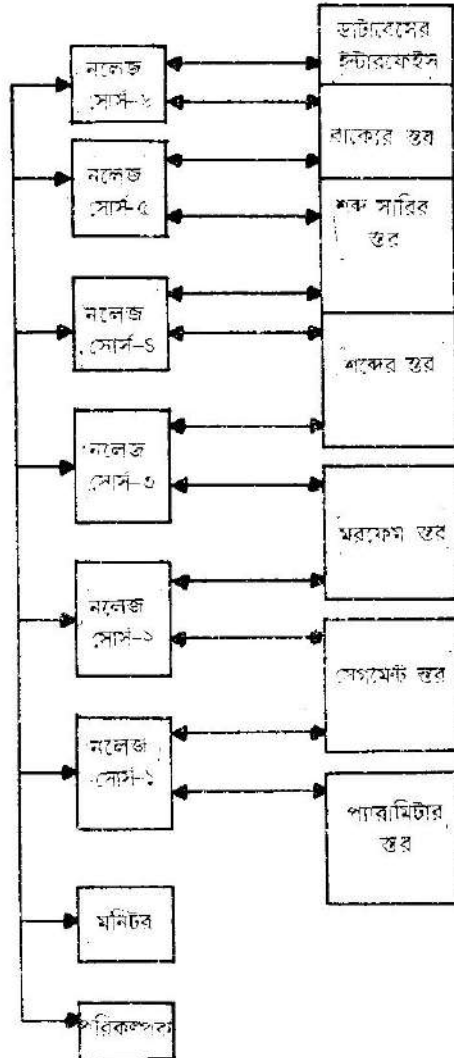 নলেজ
সোর্স-৬
নলেজ
সোর্স-৫
নলেজ
সোর্স-৪
নলেজ
সোর্স-৩
নলেজ
সোর্স-২
নলেজ
সোর্স-১
মনিটর
পরিকল্পক
ডাটাবেসের
ইন্টারফেইস
বাক্যের স্তর
শব্দ সারির
স্তর
শব্দের স্তর
মরফেম স্তর
সেগমেন্ট স্তর
প্যারামিটার
স্তর